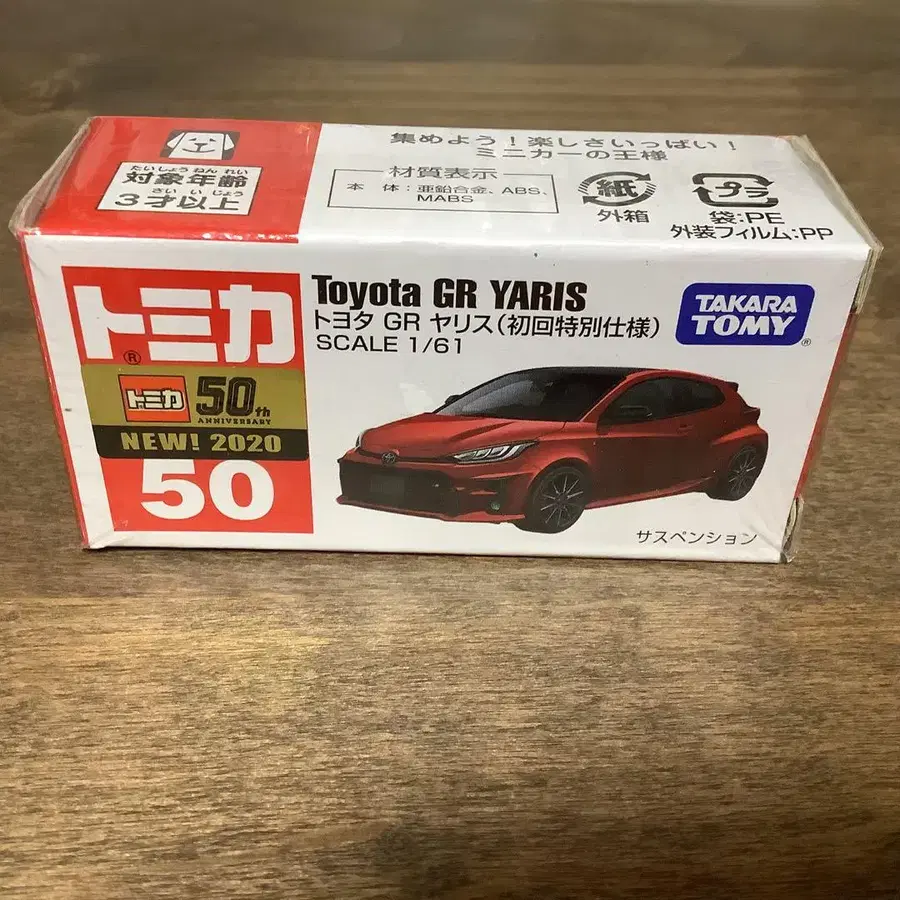 集めよう！楽しさいっぱい！
ミニカーの王様
たいしょうねんれい
対象年齢
さいいじょう
3才以上
材質表示
本 体：亜鉛合金、ABS、
MABS
紙
外箱
プラ
袋:PE
外装フィルム:PP
トミカ
®
トミカ 50th
ANNIVERSARY
NEW! 2020
50
Toyota GR YARIS
トヨタ GR ヤリス(初回特別仕様)
SCALE 1/61
TAKARA
TOMY
®
サスペンション